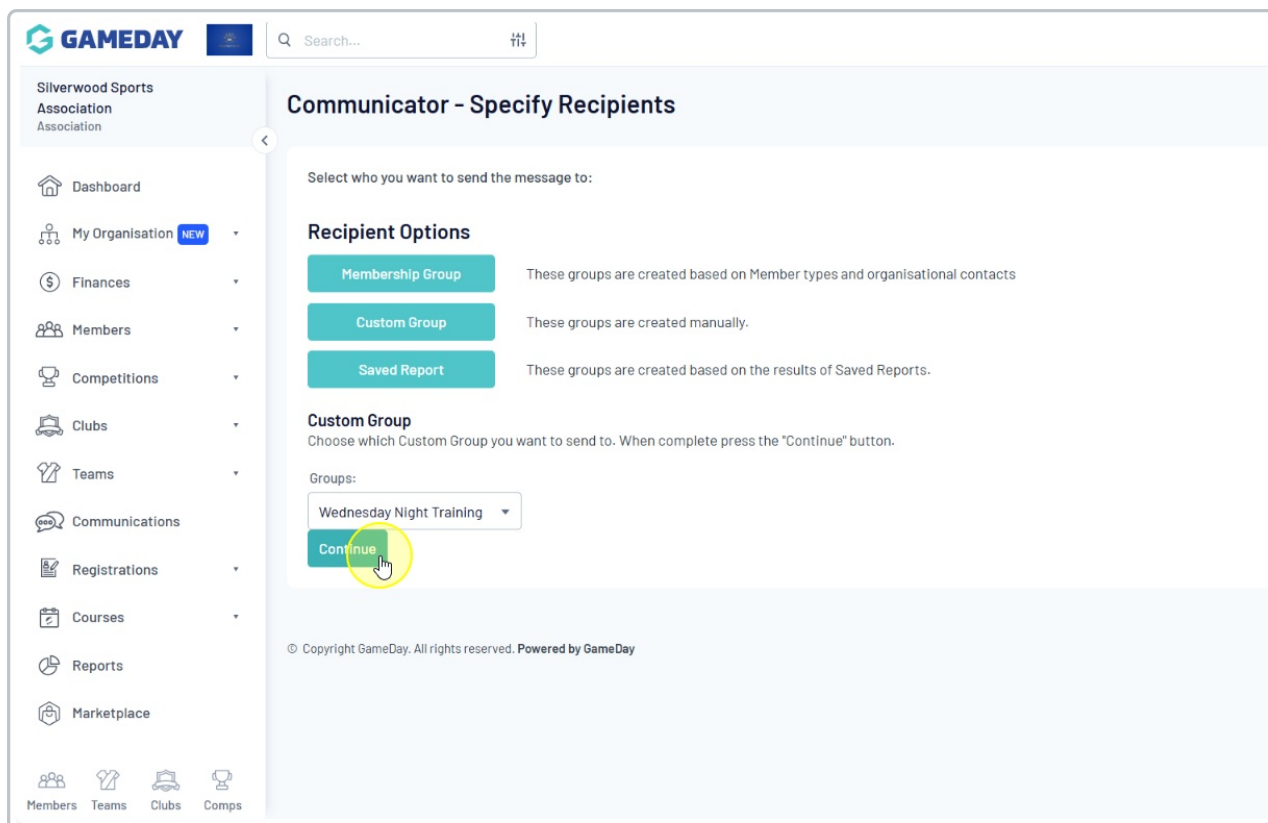 GAMEDAY
Search...
Silverwood Sports
Association
Association
Dashboard
My Organisation NEW
Finances
Members
Competitions
Clubs
Teams
Communications
Registrations
Courses
Reports
Marketplace
Members Teams Clubs Comps
Communicator - Specify Recipients
Select who you want to send the message to:
Recipient Options
Membership Group These groups are created based on Member types and organisational contacts
Custom Group These groups are created manually.
Saved Report These groups are created based on the results of Saved Reports.
Custom Group
Choose which Custom Group you want to send to. When complete press the "Continue" button.
Groups:
Wednesday Night Training
Continue
© Copyright GameDay. All rights reserved. Powered by GameDay